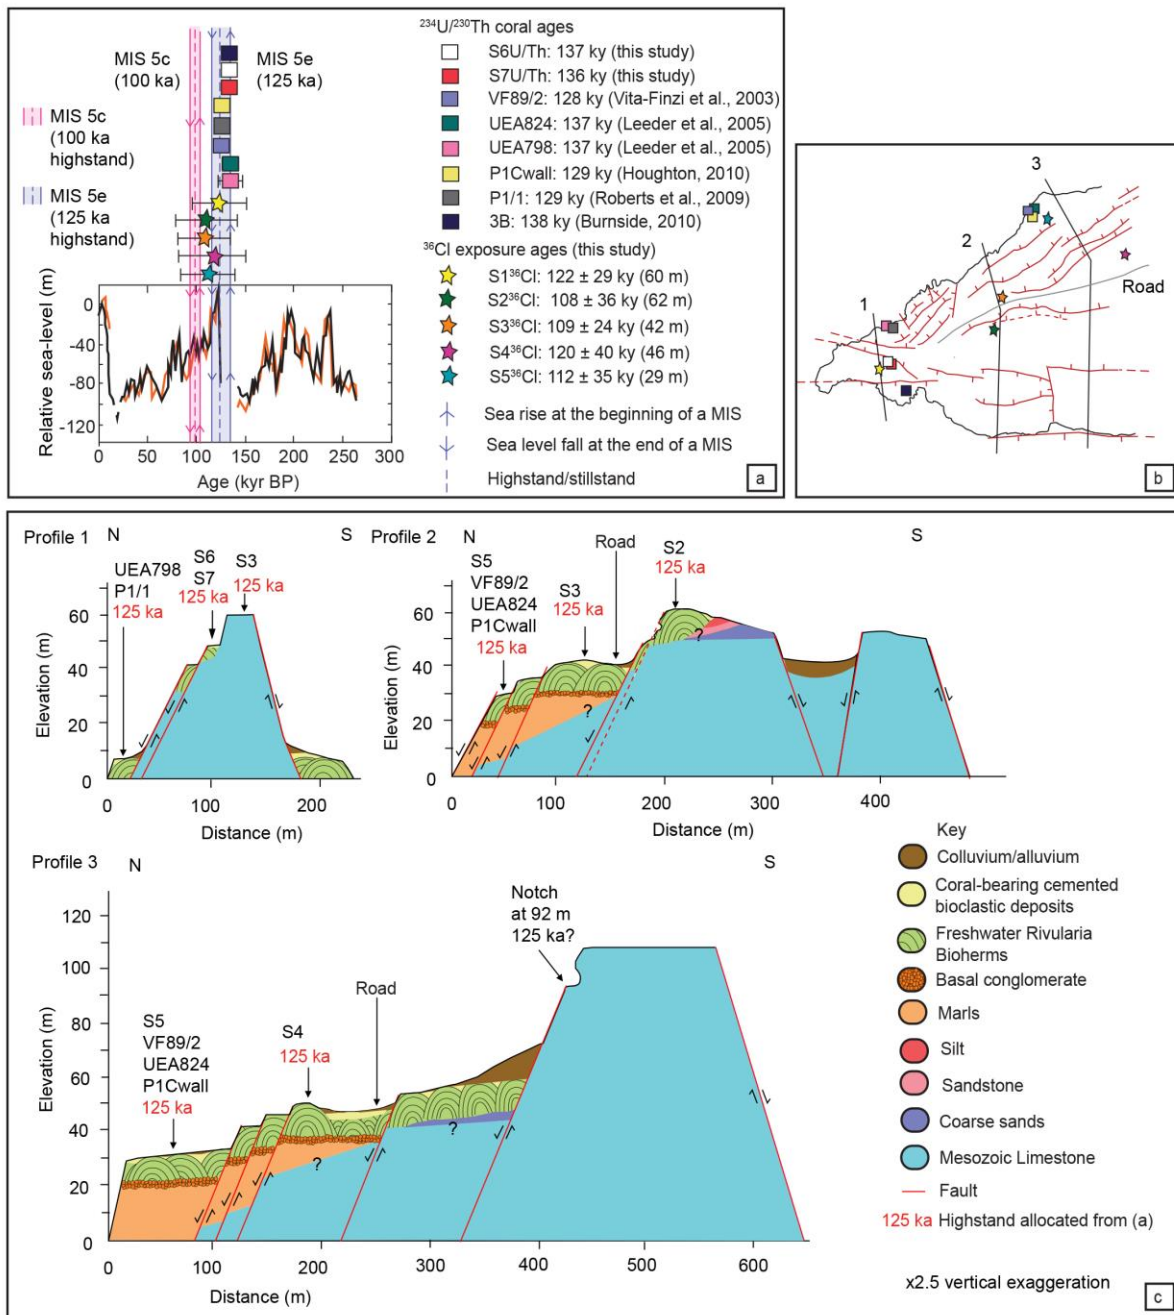 ²³⁴U/²³⁰Th coral ages
MIS 5c
(100 ka)
MIS 5e
(125 ka)
MIS 5c
(100 ka
highstand)
MIS 5e
(125 ka
highstand)
S6U/Th: 137 ky (this study)
S7U/Th: 136 ky (this study)
VF89/2: 128 ky (Vita-Finzi et al., 2003)
UEA824: 137 ky (Leeder et al., 2005)
UEA798: 137 ky (Leeder et al., 2005)
P1Cwall: 129 ky (Houghton, 2010)
P1/1: 129 ky (Roberts et al., 2009)
3B: 138 ky (Burnside, 2010)
³⁶Cl exposure ages (this study)
S1³⁶Cl: 122 ± 29 ky (60 m)
S2³⁶Cl: 108 ± 36 ky (62 m)
S3³⁶Cl: 109 ± 24 ky (42 m)
S4³⁶Cl: 120 ± 40 ky (46 m)
S5³⁶Cl: 112 ± 35 ky (29 m)
Sea rise at the beginning of a MIS
Sea level fall at the end of a MIS
Highstand/stillstand
Relative sea-level (m)
0
-40
-80
-120
0 50 100 150 200 250 300
Age (kyr BP)
a
1
2
3
Road
b
Profile 1
N
S
UEA798
P1/1
125 ka
S6
S7
125 ka
S3
125 ka
Elevation (m)
60
40
20
0
0 100 200
Distance (m)
Profile 2
N
S
S5
VF89/2
UEA824
P1Cwall
125 ka
S3
125 ka
Road
S2
125 ka
?
?
Elevation (m)
60
40
20
0
0 100 200 300 400
Distance (m)
Profile 3
N
S
S5
VF89/2
UEA824
P1Cwall
125 ka
S4
125 ka
Road
Notch
at 92 m
125 ka?
?
?
Elevation (m)
120
100
80
60
40
20
0
0 100 200 300 400 500 600
Distance (m)
Key
Colluvium/alluvium
Coral-bearing cemented
bioclastic deposits
Freshwater Rivularia
Bioherms
Basal conglomerate
Marls
Silt
Sandstone
Coarse sands
Mesozoic Limestone
Fault
125 ka Highstand allocated from (a)
x2.5 vertical exaggeration
c